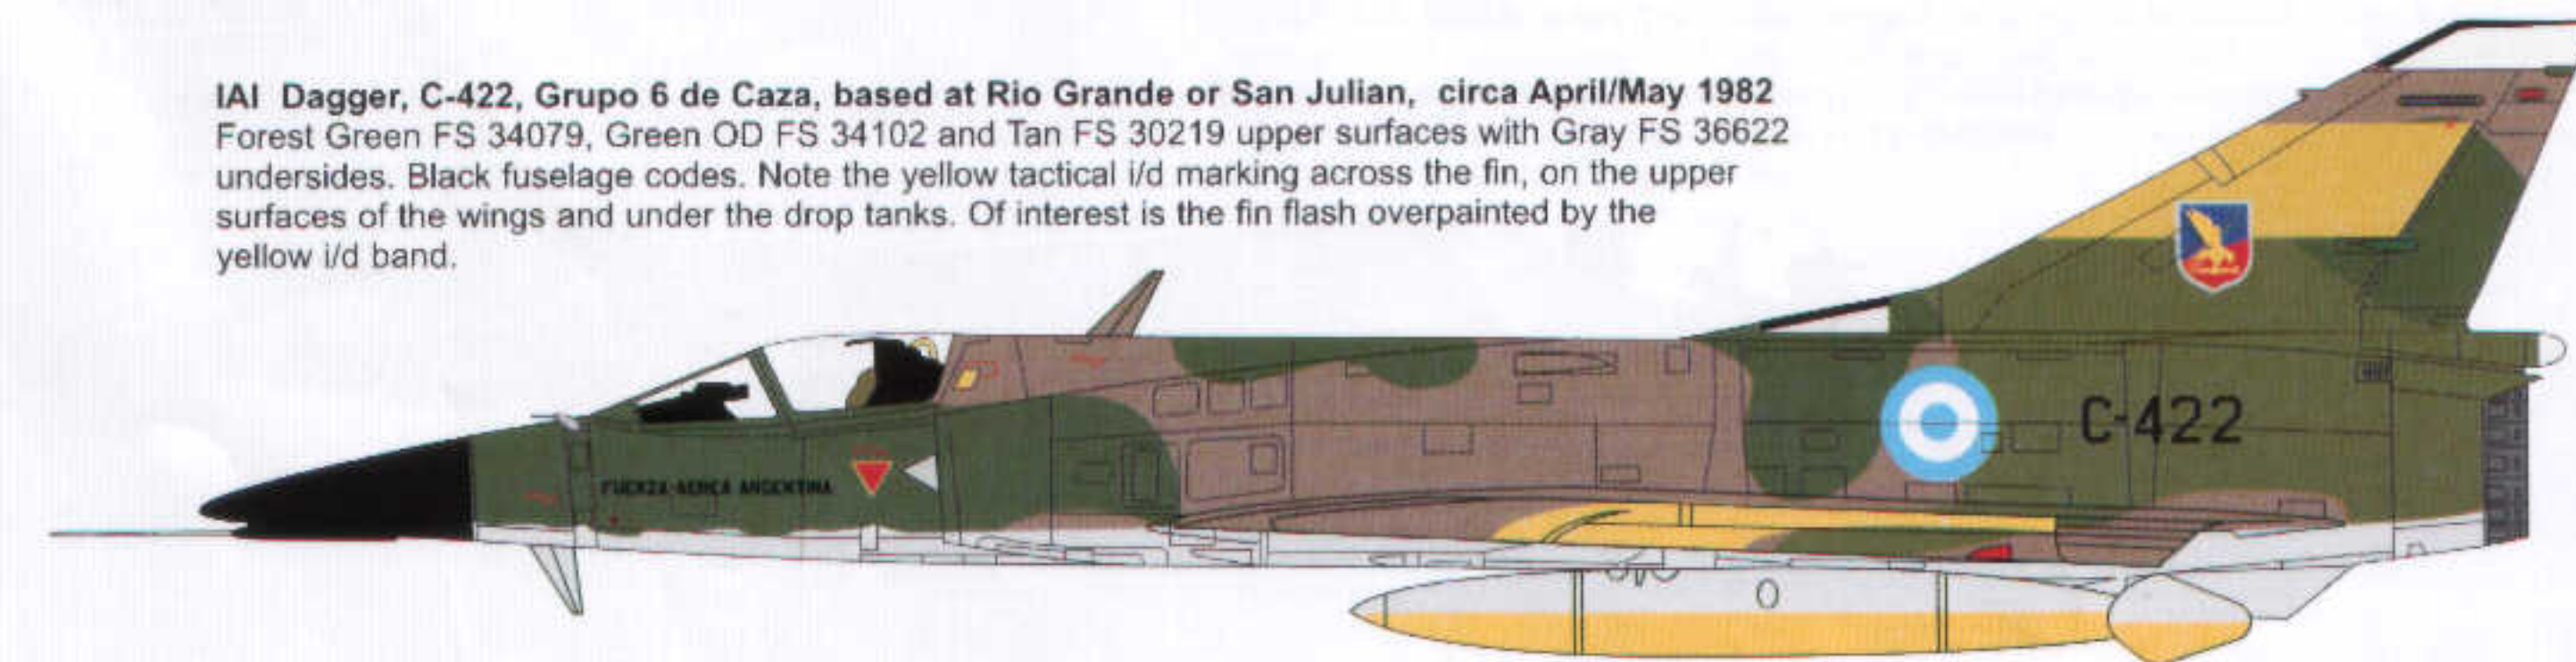 IAI Dagger, C-422, Grupo 6 de Caza, based at Rio Grande or San Julian, circa April/May 1982
Forest Green FS 34079, Green OD FS 34102 and Tan FS 30219 upper surfaces with Gray FS 36622
undersides. Black fuselage codes. Note the yellow tactical i/d marking across the fin, on the upper
surfaces of the wings and under the drop tanks. Of interest is the fin flash overpainted by the
yellow i/d band.
C-422
FUERZA AEREA ARGENTINA